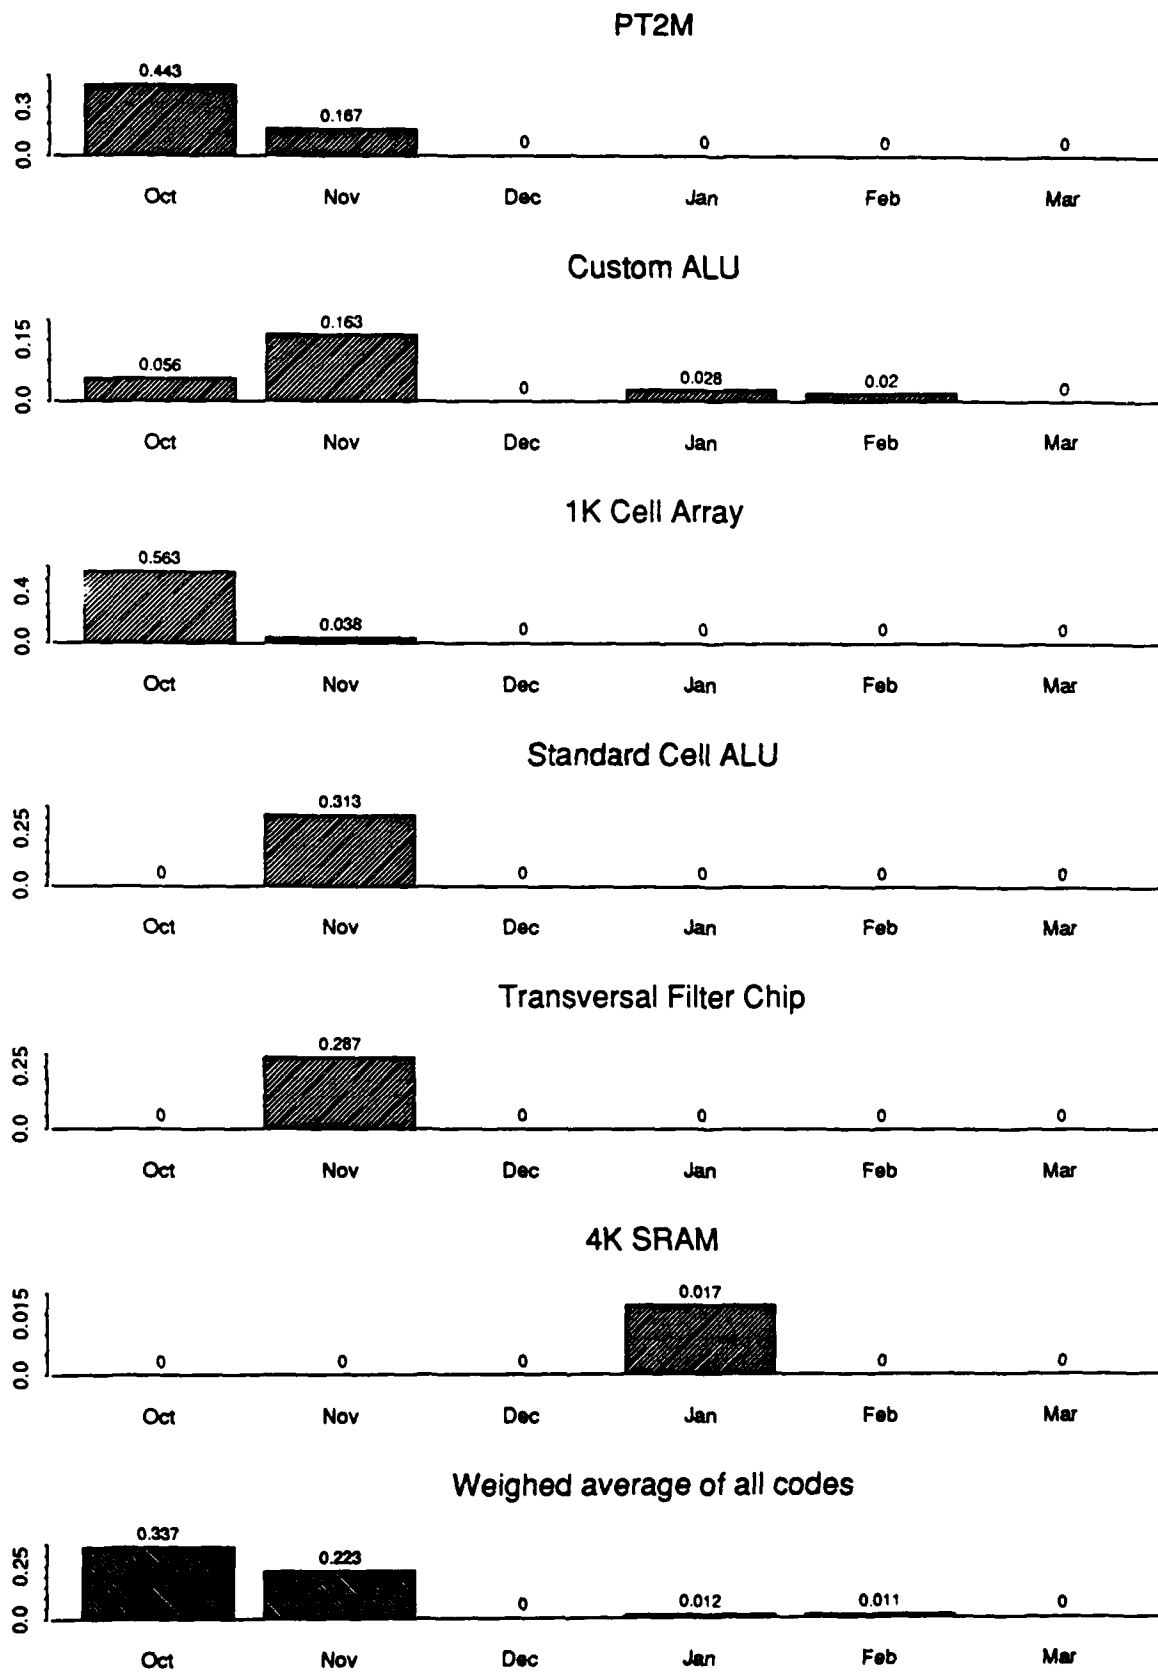 PT2M
0.443
0.167
0 0 0 0
0.0 0.3
Oct Nov Dec Jan Feb Mar
Custom ALU
0.056 0.163 0 0.028 0.02 0
0.0 0.15
Oct Nov Dec Jan Feb Mar
1K Cell Array
0.563 0.038 0 0 0 0
0.0 0.4
Oct Nov Dec Jan Feb Mar
Standard Cell ALU
0 0.313 0 0 0 0
0.0 0.25
Oct Nov Dec Jan Feb Mar
Transversal Filter Chip
0 0.287 0 0 0 0
0.0 0.25
Oct Nov Dec Jan Feb Mar
4K SRAM
0 0 0 0.017 0 0
0.0 0.015
Oct Nov Dec Jan Feb Mar
Weighed average of all codes
0.337 0.223 0 0.012 0.011 0
0.0 0.25
Oct Nov Dec Jan Feb Mar